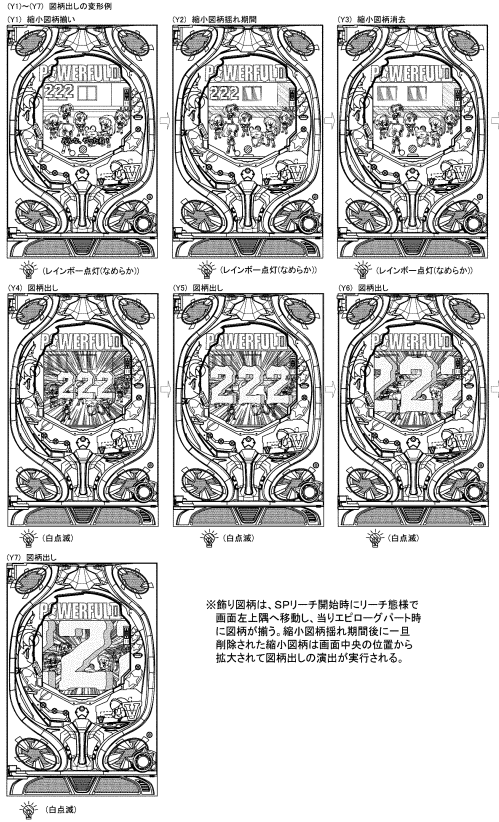 (Y1)~(Y7) 図柄出しの変形例
(Y1) 縮小図柄揃い
(Y2) 縮小図柄揺れ期間
(Y3) 縮小図柄消去
POWERFULD
POWERFULD
POWERFULD
222
222
V
V
V
(レインボー点灯(なめらか))
(レインボー点灯(なめらか))
(レインボー点灯(なめらか))
(Y4) 図柄出し
(Y5) 図柄出し
(Y6) 図柄出し
POWERFULD
POWERFULD
POWERFULD
222
222
222
V
V
V
(白点滅)
(白点滅)
(白点滅)
(Y7) 図柄出し
POWERFULD
2
V
(白点滅)
※飾り図柄は、SPリーチ開始時にリーチ態様で
画面左上隅へ移動し、当りエピローグパート時
に図柄が揃う。縮小図柄揺れ期間後に一旦
削除された縮小図柄は画面中央の位置から
拡大されて図柄出しの演出が実行される。